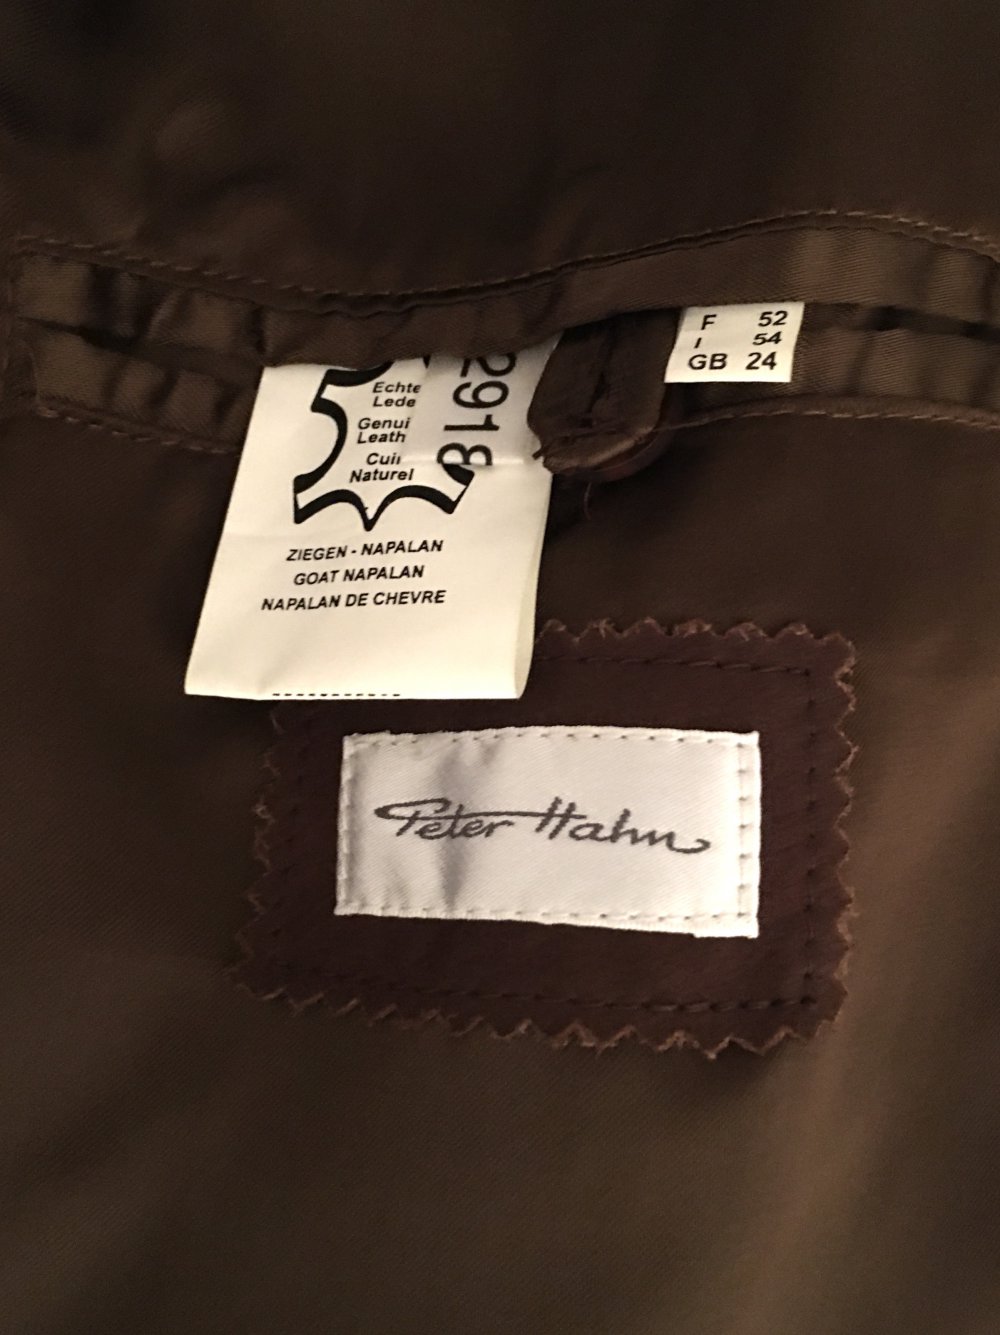 F 52
I 54
GB 24
Echte
Lede
Genui
Leath
Cuir
Naturel
2918
ZIEGEN - NAPALAN
GOAT NAPALAN
NAPALAN DE CHEVRE
Peter Hahn